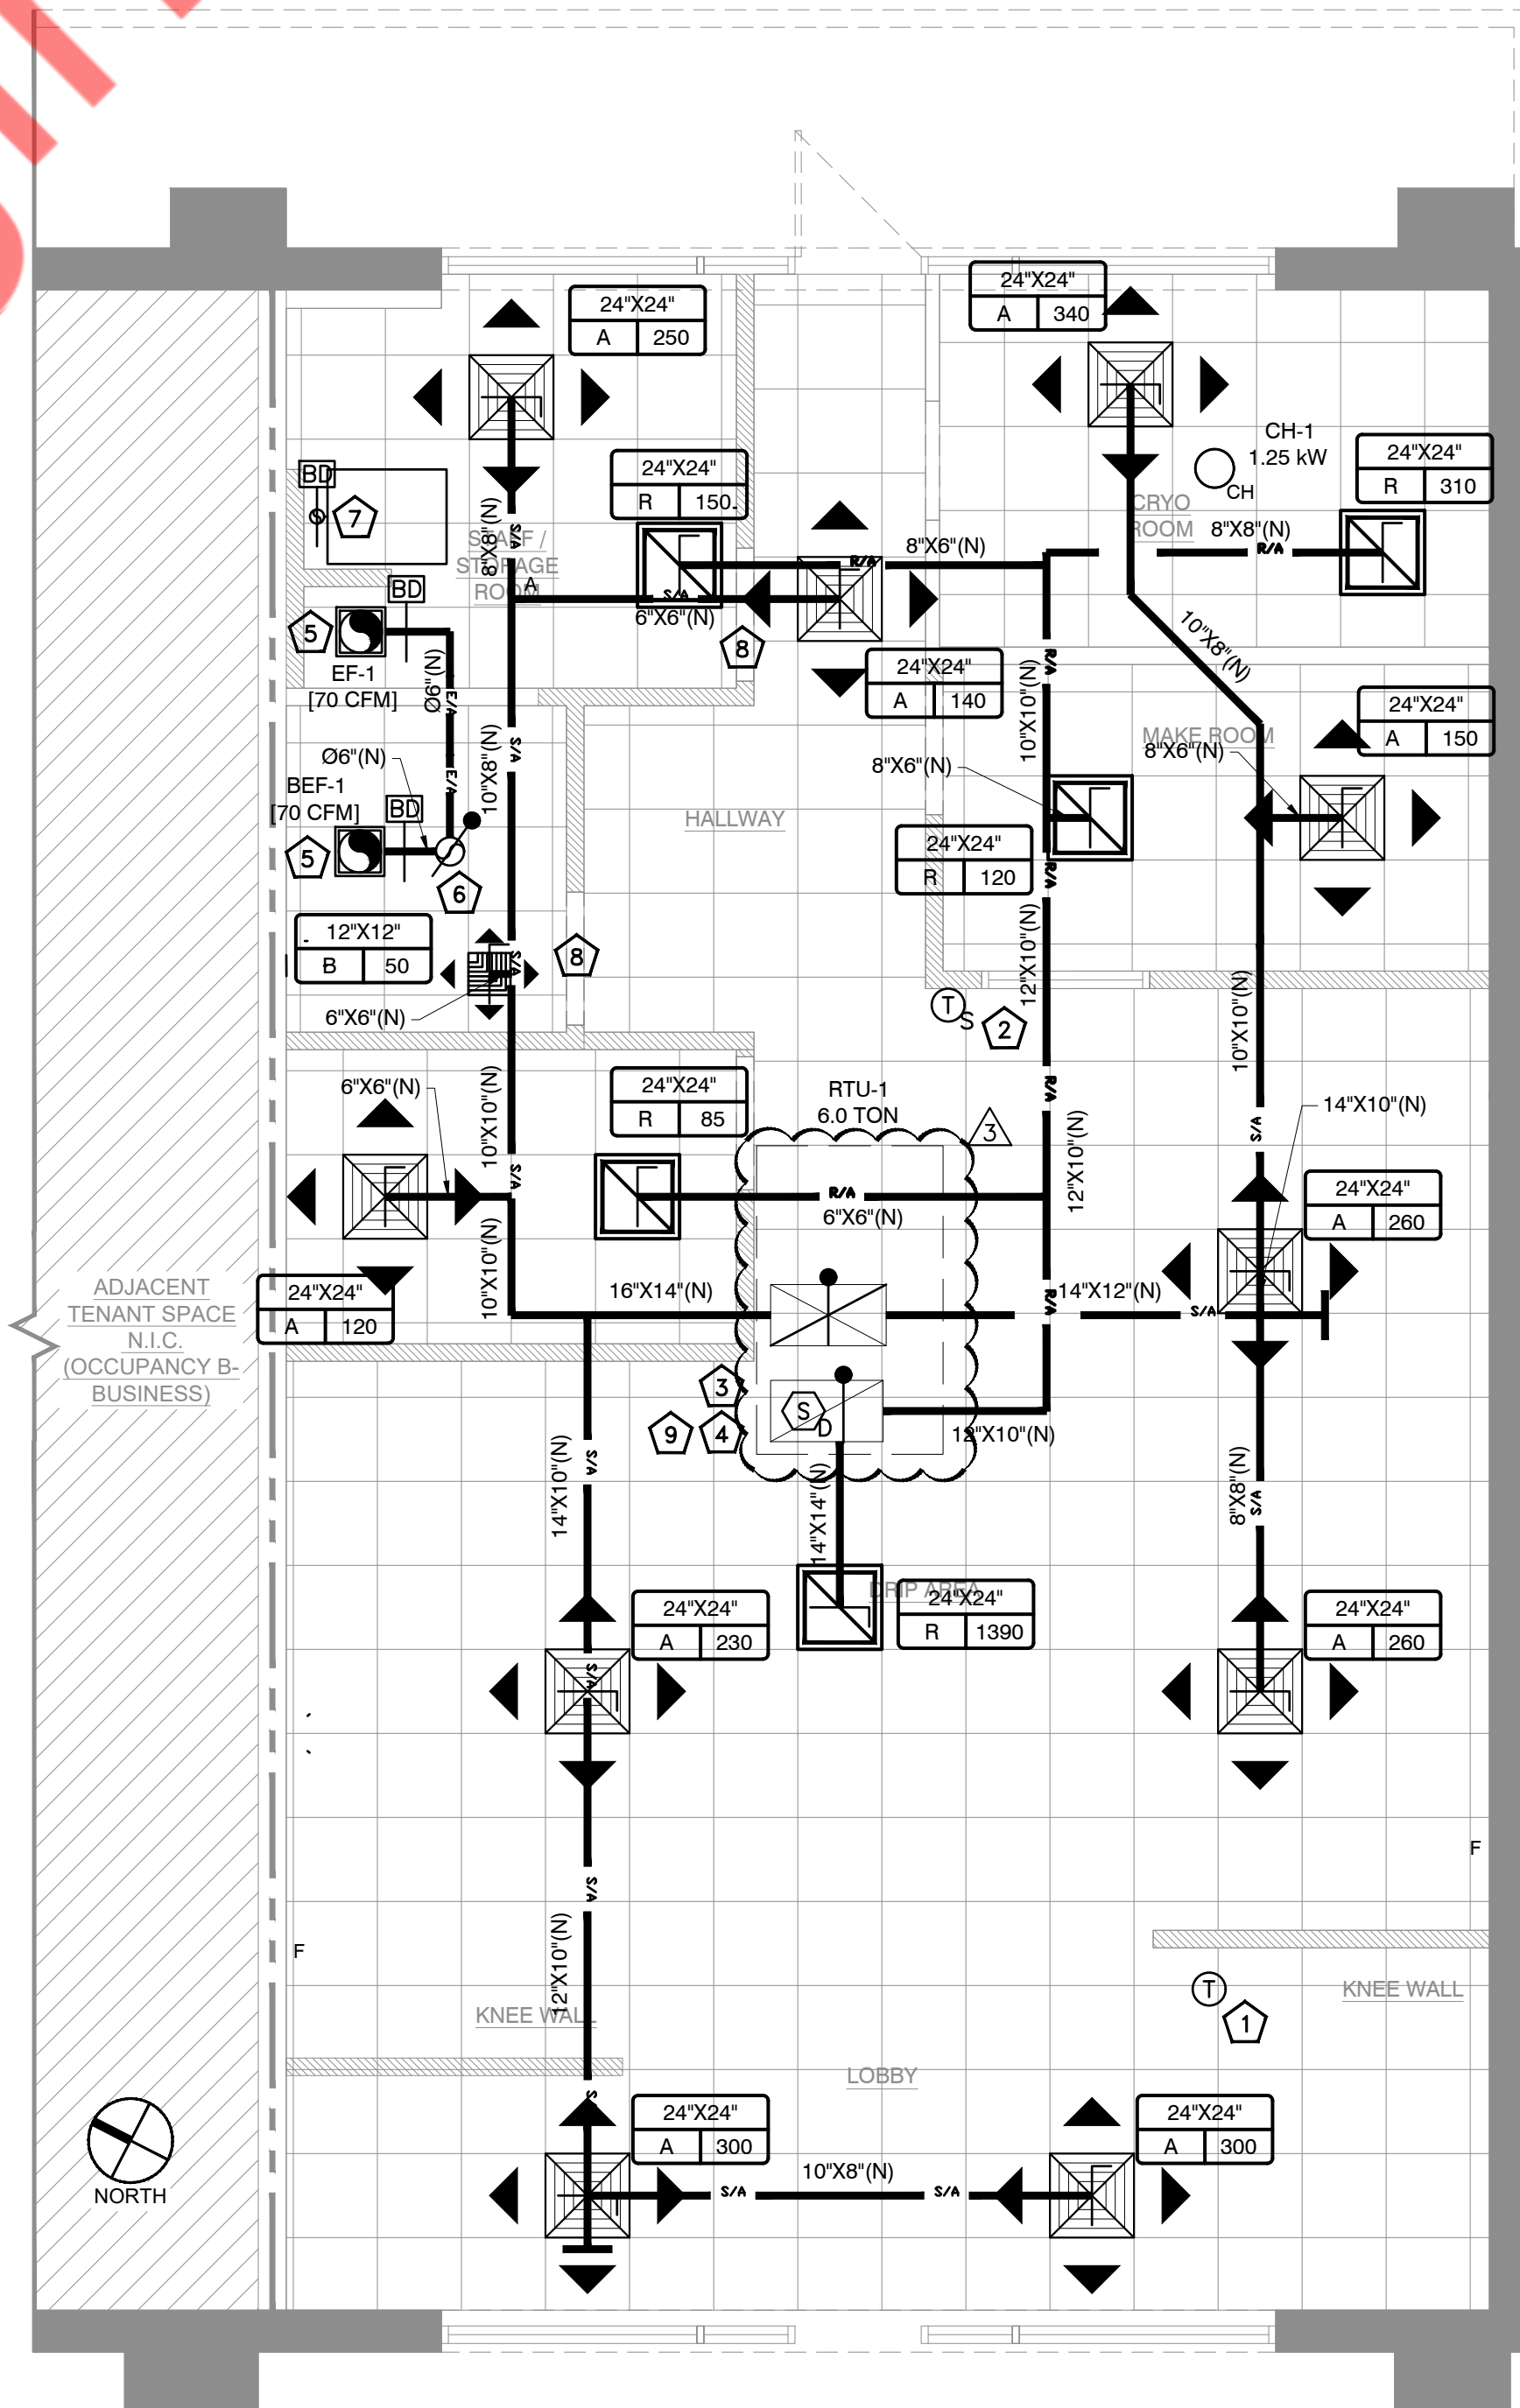 24"X24"
A 340
24"X24"
A 250
CH-1
1.25 kW
CH
24"X24"
R 310
24"X24"
R 150
BD
7
8"X8"(N)
S/A
STAFF /
STORAGE
ROOM
A
CRYO
ROOM
8"X8"(N)
R/A
8"X6"(N)
R/A
BD
S/A
6"X6"(N)
5
EF-1
[70 CFM]
8
10"X8"(N)
24"X24"
A 140
Ø6"(N)
E/A
R/A
10"X10"(N)
24"X24"
A 150
MAKE ROOM
8"X6"(N)
Ø6"(N)
E/A
10"X8"(N)
S/A
8"X6"(N)
BEF-1
[70 CFM]
BD
HALLWAY
5
6
24"X24"
R 120
R/A
12"X12"
B 50
S/A
8
12"X10"(N)
6"X6"(N)
T
S
2
10"X10"(N)
6"X6"(N)
24"X24"
R 85
RTU-1
6.0 TON
3
R/A
14"X10"(N)
S/A
10"X10"(N)
S/A
12"X10"(N)
R/A
6"X6"(N)
24"X24"
A 260
10"X10"(N)
ADJACENT
TENANT SPACE
N.I.C.
(OCCUPANCY B-
BUSINESS)
24"X24"
A 120
16"X14"(N)
R/A
14"X12"(N)
S/A
3
9
4
S
D
12"X10"(N)
14"X10"(N)
S/A
14"X14"(N)
8"X8"(N)
S/A
24"X24"
A 230
DRIP AREA
24"X24"
R 1390
24"X24"
A 260
S/A
F
S/A
12"X10"(N)
F
KNEE WALL
T
1
KNEE WALL
LOBBY
24"X24"
A 300
24"X24"
A 300
10"X8"(N)
S/A
S/A
NORTH